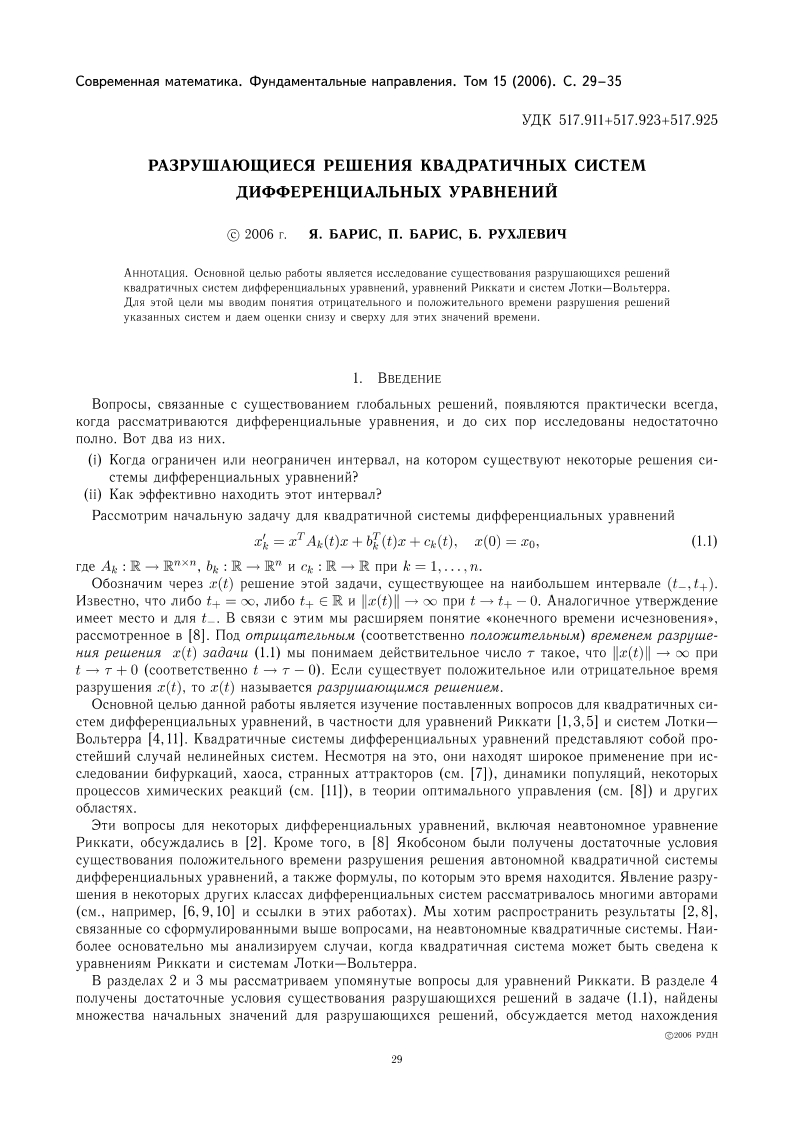 Современная математика. Фундаментальные направления. Том 15 (2006). С. 29–35
УДК 517.911+517.923+517.925
РАЗРУШАЮЩИЕСЯ РЕШЕНИЯ КВАДРАТИЧНЫХ СИСТЕМ
ДИФФЕРЕНЦИАЛЬНЫХ УРАВНЕНИЙ
© 2006 г. Я. БАРИС, П. БАРИС, Б. РУХЛЕВИЧ
Аннотация. Основной целью работы является исследование существования разрушающихся решений
квадратичных систем дифференциальных уравнений, уравнений Риккати и систем Лотки—Вольтерра.
Для этой цели мы вводим понятия отрицательного и положительного времени разрушения решений
указанных систем и даем оценки снизу и сверху для этих значений времени.
1. Введение
Вопросы, связанные с существованием глобальных решений, появляются практически всегда,
когда рассматриваются дифференциальные уравнения, и до сих пор исследованы недостаточно
полно. Вот два из них.
(i) Когда ограничен или неограничен интервал, на котором существуют некоторые решения си-
стемы дифференциальных уравнений?
(ii) Как эффективно находить этот интервал?
Рассмотрим начальную задачу для квадратичной системы дифференциальных уравнений
$x'_k = x^T A_k(t)x + b_k^T(t)x + c_k(t), \quad x(0) = x_0,$ (1.1)
где $A_k : \mathbb{R} \to \mathbb{R}^{n \times n}$, $b_k : \mathbb{R} \to \mathbb{R}^n$ и $c_k : \mathbb{R} \to \mathbb{R}$ при $k = 1, \ldots, n$.
Обозначим через $x(t)$ решение этой задачи, существующее на наибольшем интервале $(t_-, t_+)$.
Известно, что либо $t_+ = \infty$, либо $t_+ \in \mathbb{R}$ и $\|x(t)\| \to \infty$ при $t \to t_+ - 0$. Аналогичное утверждение
имеет место и для $t_-$. В связи с этим мы расширяем понятие «конечного времени исчезновения»,
рассмотренное в [8]. Под отрицательным (соответственно положительным) временем разруше-
ния решения $x(t)$ задачи (1.1) мы понимаем действительное число $\tau$ такое, что $\|x(t)\| \to \infty$ при
$t \to \tau + 0$ (соответственно $t \to \tau - 0$). Если существует положительное или отрицательное время
разрушения $x(t)$, то $x(t)$ называется разрушающимся решением.
Основной целью данной работы является изучение поставленных вопросов для квадратичных си-
стем дифференциальных уравнений, в частности для уравнений Риккати [1,3,5] и систем Лотки—
Вольтерра [4,11]. Квадратичные системы дифференциальных уравнений представляют собой про-
стейший случай нелинейных систем. Несмотря на это, они находят широкое применение при ис-
следовании бифуркаций, хаоса, странных аттракторов (см. [7]), динамики популяций, некоторых
процессов химических реакций (см. [11]), в теории оптимального управления (см. [8]) и других
областях.
Эти вопросы для некоторых дифференциальных уравнений, включая неавтономное уравнение
Риккати, обсуждались в [2]. Кроме того, в [8] Якобсоном были получены достаточные условия
существования положительного времени разрушения решения автономной квадратичной системы
дифференциальных уравнений, а также формулы, по которым это время находится. Явление разру-
шения в некоторых других классах дифференциальных систем рассматривалось многими авторами
(см., например, [6,9,10] и ссылки в этих работах). Мы хотим распространить результаты [2,8],
связанные со сформулированными выше вопросами, на неавтономные квадратичные системы. Наи-
более основательно мы анализируем случаи, когда квадратичная система может быть сведена к
уравнениям Риккати и системам Лотки—Вольтерра.
В разделах 2 и 3 мы рассматриваем упомянутые вопросы для уравнений Риккати. В разделе 4
получены достаточные условия существования разрушающихся решений в задаче (1.1), найдены
множества начальных значений для разрушающихся решений, обсуждается метод нахождения
©2006 РУДН
29